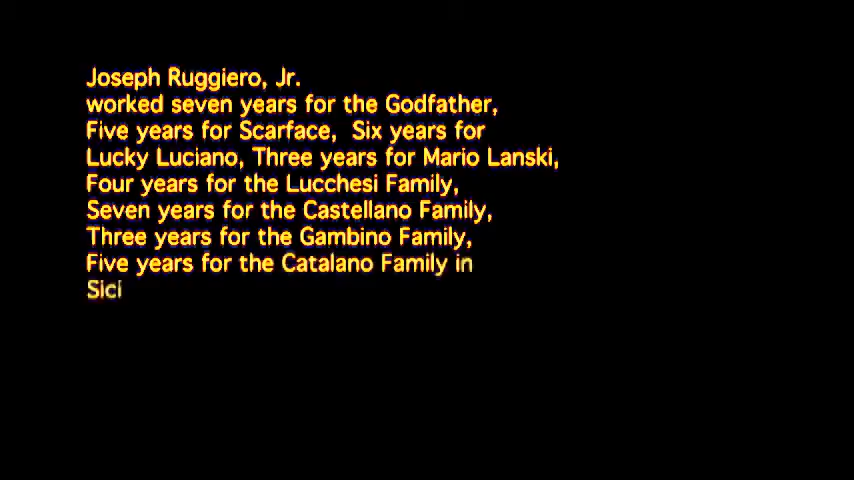 Joseph Ruggiero, Jr.
worked seven years for the Godfather,
Five years for Scarface,  Six years for
Lucky Luciano, Three years for Mario Lanski,
Four years for the Lucchesi Family,
Seven years for the Castellano Family,
Three years for the Gambino Family,
Five years for the Catalano Family in
Sici